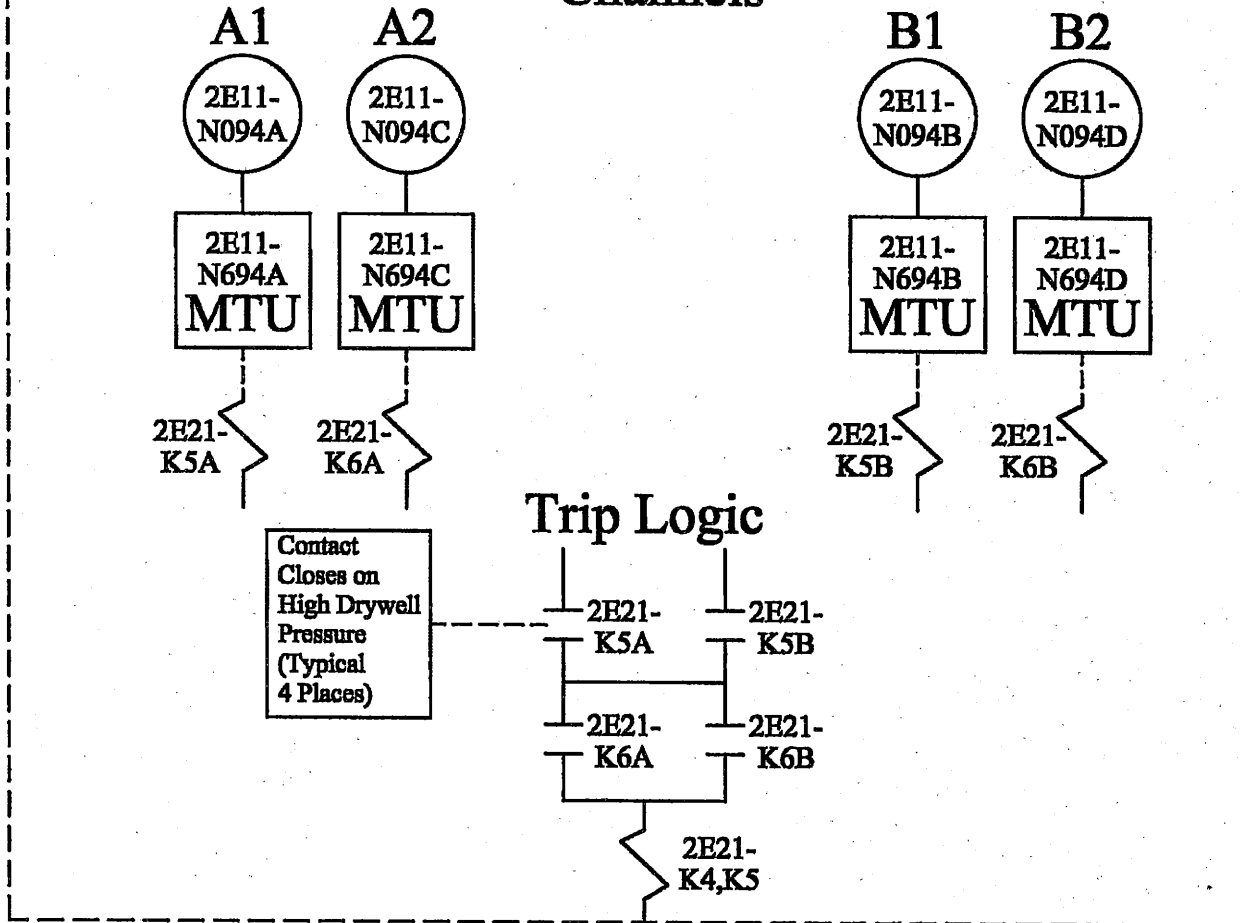 Channels
A1 A2 B1 B2
2E11- 2E11- 2E11- 2E11-
N094A N094C N094B N094D
2E11- 2E11- 2E11- 2E11-
N694A N694C N694B N694D
MTU MTU MTU MTU
2E21- 2E21- 2E21- 2E21-
K5A K6A K5B K6B
Trip Logic
Contact
Closes on
High Drywell
Pressure
(Typical
4 Places)
2E21- 2E21-
K5A K5B
2E21- 2E21-
K6A K6B
2E21-
K4,K5